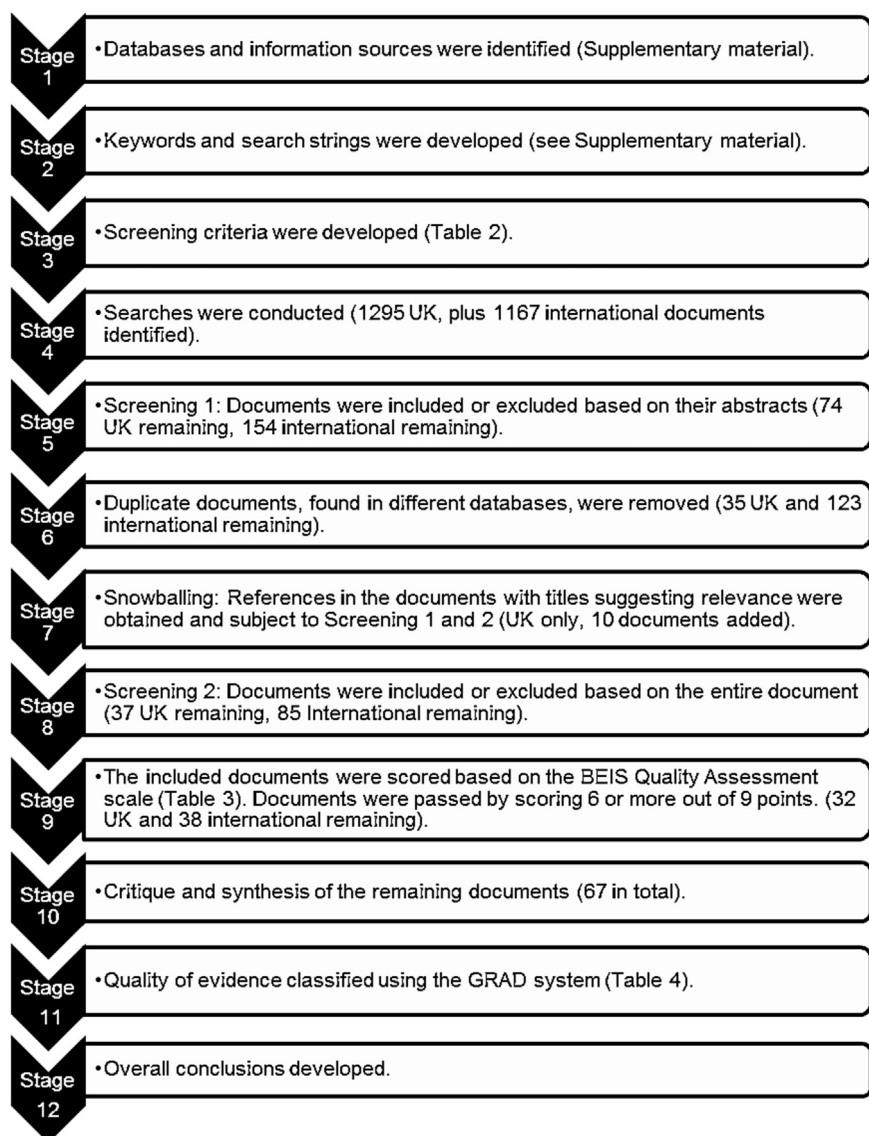 Stage
1
•Databases and information sources were identified (Supplementary material).
Stage
2
•Keywords and search strings were developed (see Supplementary material).
Stage
3
•Screening criteria were developed (Table 2).
Stage
4
•Searches were conducted (1295 UK, plus 1167 international documents
identified).
Stage
5
•Screening 1: Documents were included or excluded based on their abstracts (74
UK remaining, 154 international remaining).
Stage
6
•Duplicate documents, found in different databases, were removed (35 UK and 123
international remaining).
Stage
7
•Snowballing: References in the documents with titles suggesting relevance were
obtained and subject to Screening 1 and 2 (UK only, 10 documents added).
Stage
8
•Screening 2: Documents were included or excluded based on the entire document
(37 UK remaining, 85 International remaining).
Stage
9
•The included documents were scored based on the BEIS Quality Assessment
scale (Table 3). Documents were passed by scoring 6 or more out of 9 points. (32
UK and 38 international remaining).
Stage
10
•Critique and synthesis of the remaining documents (67 in total).
Stage
11
•Quality of evidence classified using the GRAD system (Table 4).
Stage
12
•Overall conclusions developed.